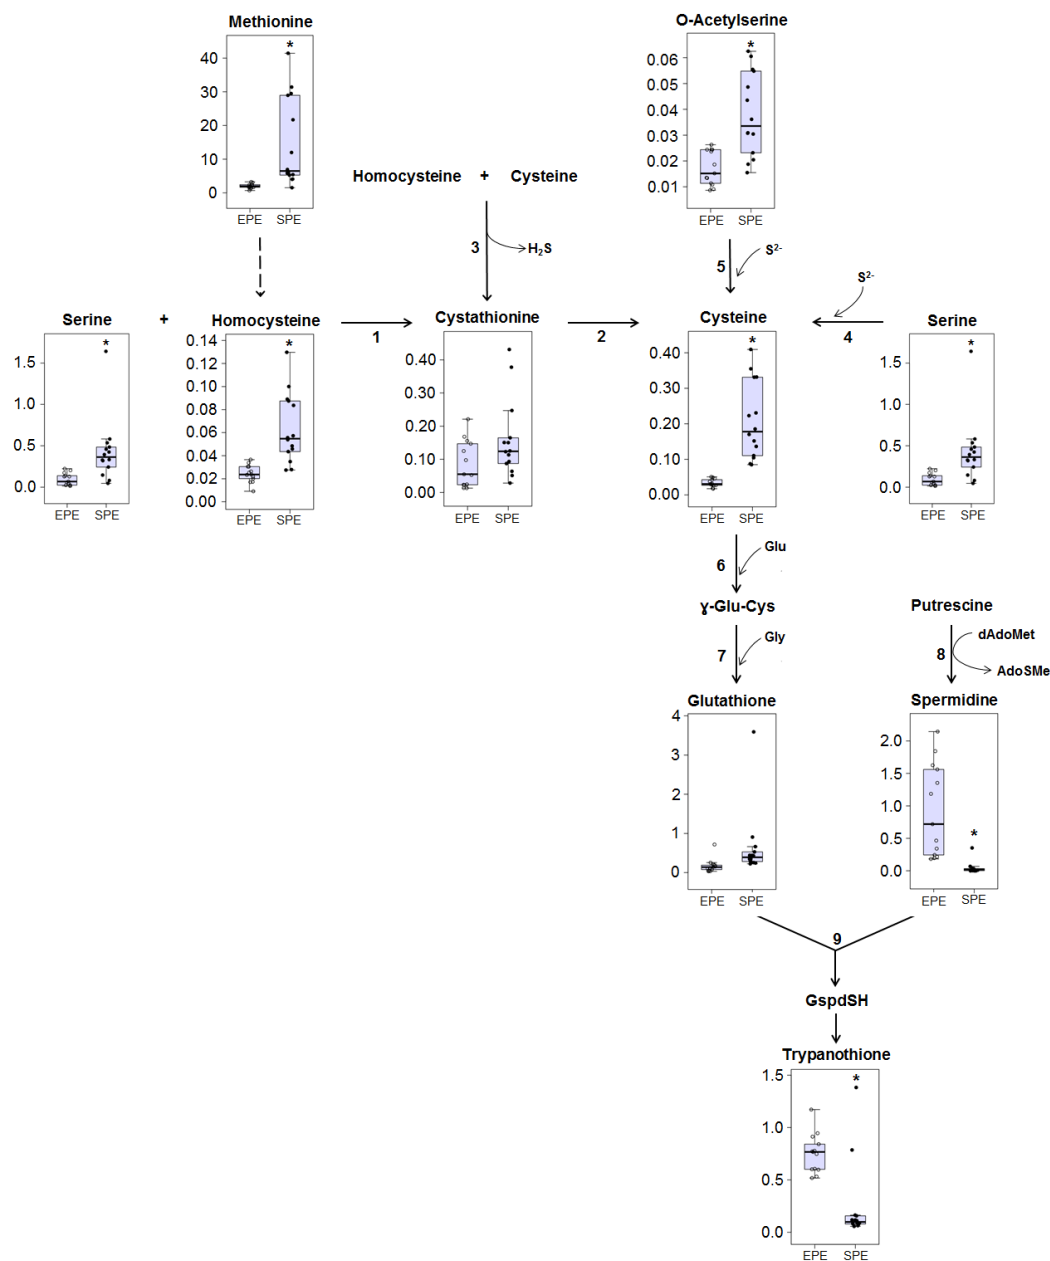 Methionine
*
40
30
20
10
0
EPE SPE
O-Acetylserine
*
0.06
0.05
0.04
0.03
0.02
0.01
EPE SPE
Homocysteine + Cysteine
3
H2S
5
S2-
S2-
Serine
+
Homocysteine
1
Cystathionine
2
Cysteine
4
Serine
*
1.5
1.0
0.5
0.0
EPE SPE
*
0.14
0.12
0.10
0.08
0.06
0.04
0.02
0.00
EPE SPE
0.40
0.30
0.20
0.10
0.00
EPE SPE
*
0.40
0.30
0.20
0.10
0.00
EPE SPE
*
1.5
1.0
0.5
0.0
EPE SPE
6
Glu
ɣ-Glu-Cys
7
Gly
Putrescine
8
dAdoMet
AdoSMe
Glutathione
4
3
2
1
0
EPE SPE
Spermidine
2.0
1.5
1.0
0.5
0.0
*
EPE SPE
9
GspdSH
Trypanothione
*
1.5
1.0
0.5
0.0
EPE SPE